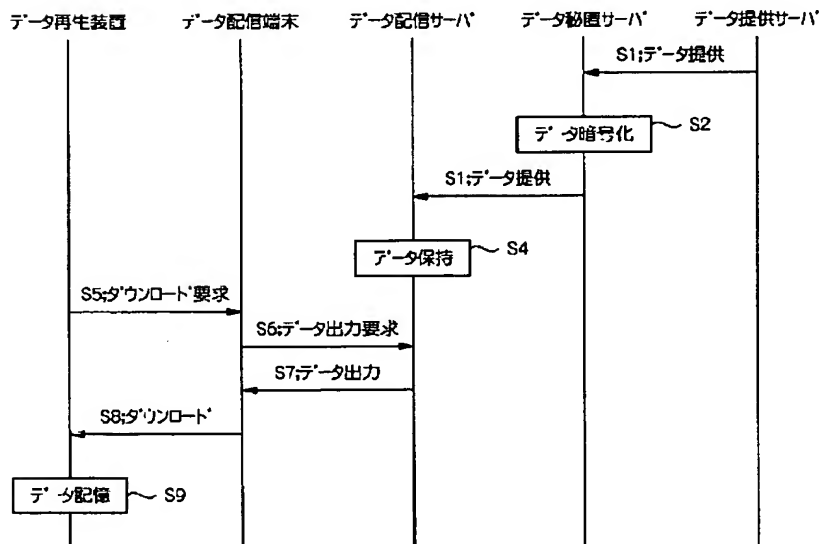 データ再生装置 データ配信端末 データ配信サーバ データ秘匿サーバ データ提供サーバ
S1;データ提供
データ暗号化 S2
S1;データ提供
データ保持 S4
S5;ダウンロード要求
S6;データ出力要求
S7;データ出力
S8;ダウンロード
データ記憶 S9